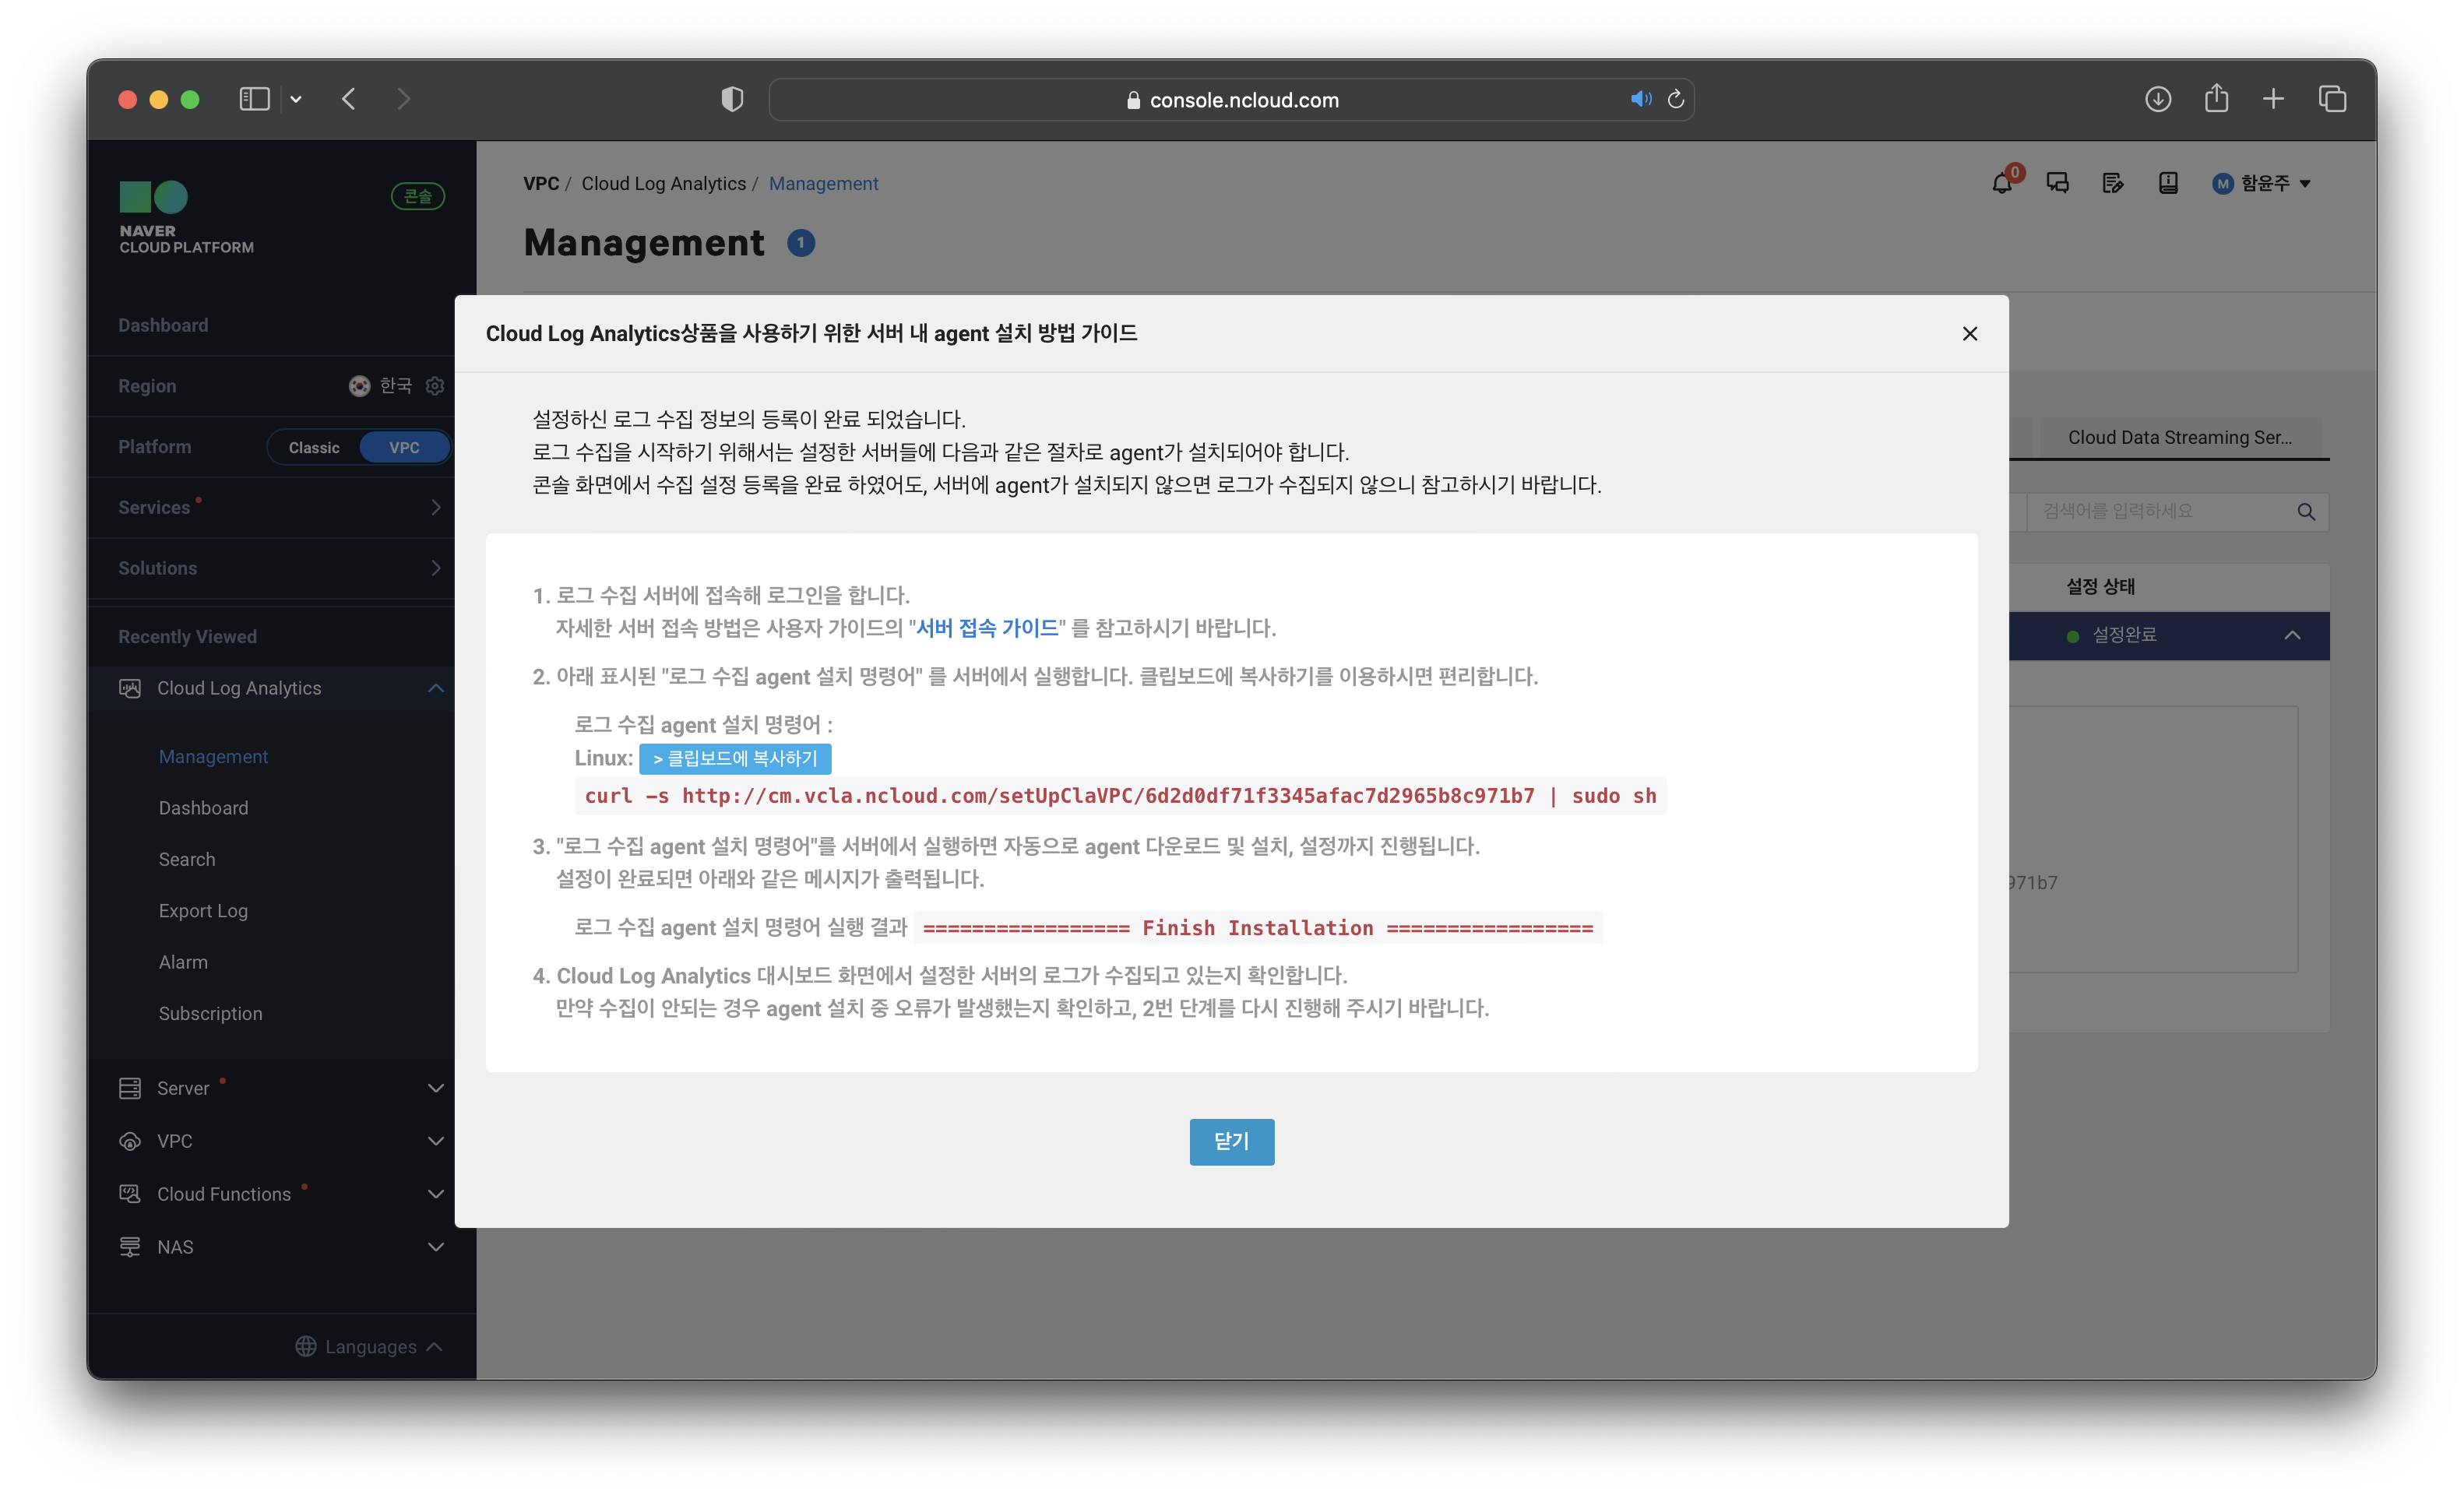 console.ncloud.com
NAVER
CLOUD PLATFORM
콘솔
Dashboard
Region
한국
Platform
Classic
VPC
Services
Solutions
Recently Viewed
Cloud Log Analytics
Management
Dashboard
Search
Export Log
Alarm
Subscription
Server
VPC
Cloud Functions
NAS
Languages
VPC / Cloud Log Analytics / Management
0
M 함윤주
Management 1
Cloud Log Analytics상품을 사용하기 위한 서버 내 agent 설치 방법 가이드
설정하신 로그 수집 정보의 등록이 완료 되었습니다.
로그 수집을 시작하기 위해서는 설정한 서버들에 다음과 같은 절차로 agent가 설치되어야 합니다.
콘솔 화면에서 수집 설정 등록을 완료 하였어도, 서버에 agent가 설치되지 않으면 로그가 수집되지 않으니 참고하시기 바랍니다.
1. 로그 수집 서버에 접속해 로그인을 합니다.
자세한 서버 접속 방법은 사용자 가이드의 "서버 접속 가이드" 를 참고하시기 바랍니다.
2. 아래 표시된 "로그 수집 agent 설치 명령어" 를 서버에서 실행합니다. 클립보드에 복사하기를 이용하시면 편리합니다.
로그 수집 agent 설치 명령어 :
Linux: > 클립보드에 복사하기
curl -s http://cm.vcla.ncloud.com/setUpClaVPC/6d2d0df71f3345afac7d2965b8c971b7 | sudo sh
3. "로그 수집 agent 설치 명령어"를 서버에서 실행하면 자동으로 agent 다운로드 및 설치, 설정까지 진행됩니다.
설정이 완료되면 아래와 같은 메시지가 출력됩니다.
로그 수집 agent 설치 명령어 실행 결과 ================= Finish Installation =================
4. Cloud Log Analytics 대시보드 화면에서 설정한 서버의 로그가 수집되고 있는지 확인합니다.
만약 수집이 안되는 경우 agent 설치 중 오류가 발생했는지 확인하고, 2번 단계를 다시 진행해 주시기 바랍니다.
닫기
Cloud Data Streaming Ser...
검색어를 입력하세요
설정 상태
설정완료
971b7